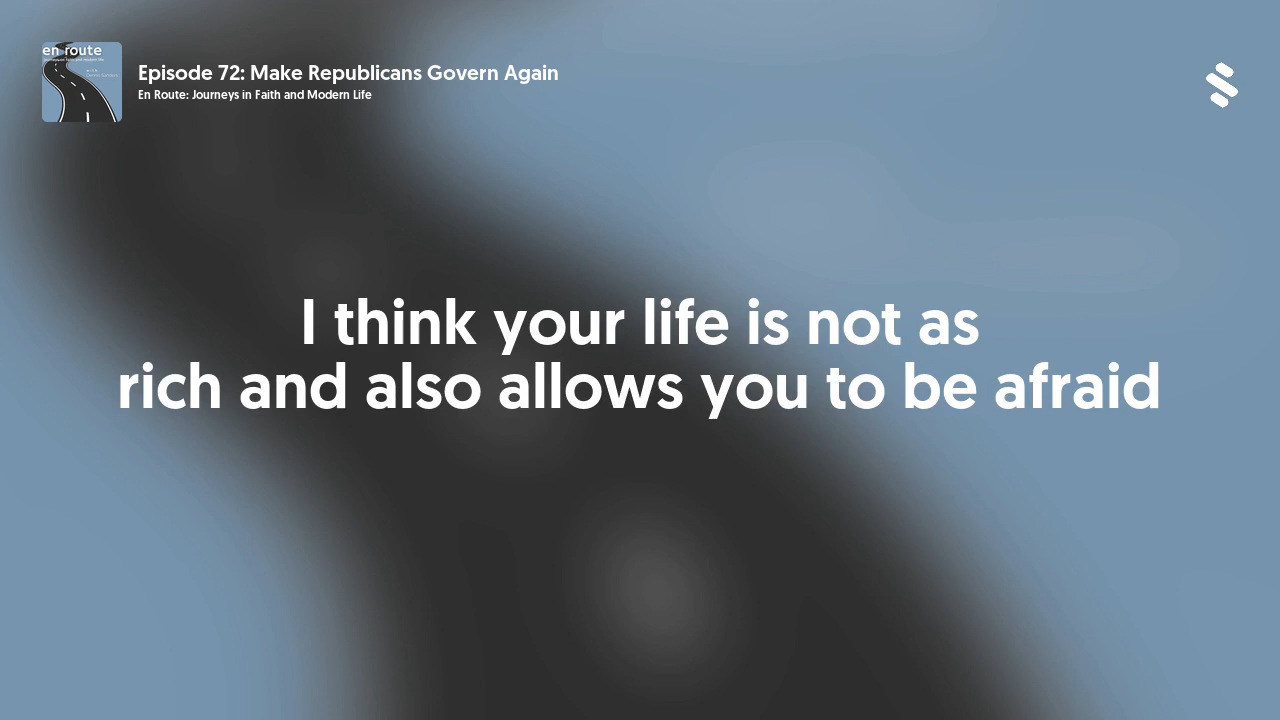 en route
Episode 72: Make Republicans Govern Again
En Route: Journeys in Faith and Modern Life
I think your life is not as
rich and also allows you to be afraid